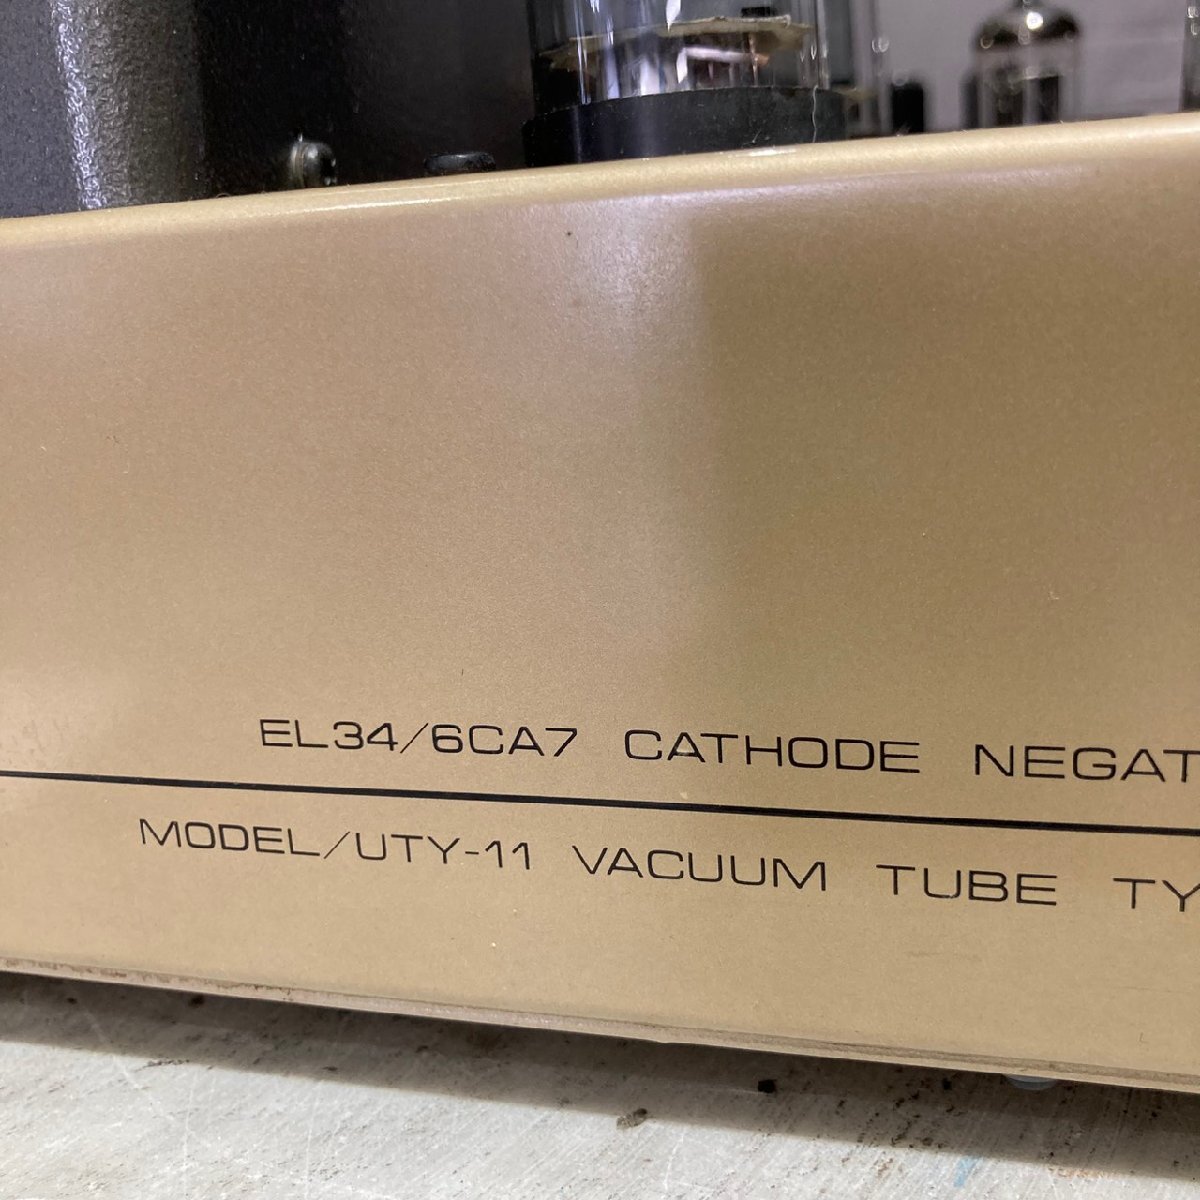 EL34/6CA7 CATHODE NEGAT
MODEL/UTY-11 VACUUM TUBE TY